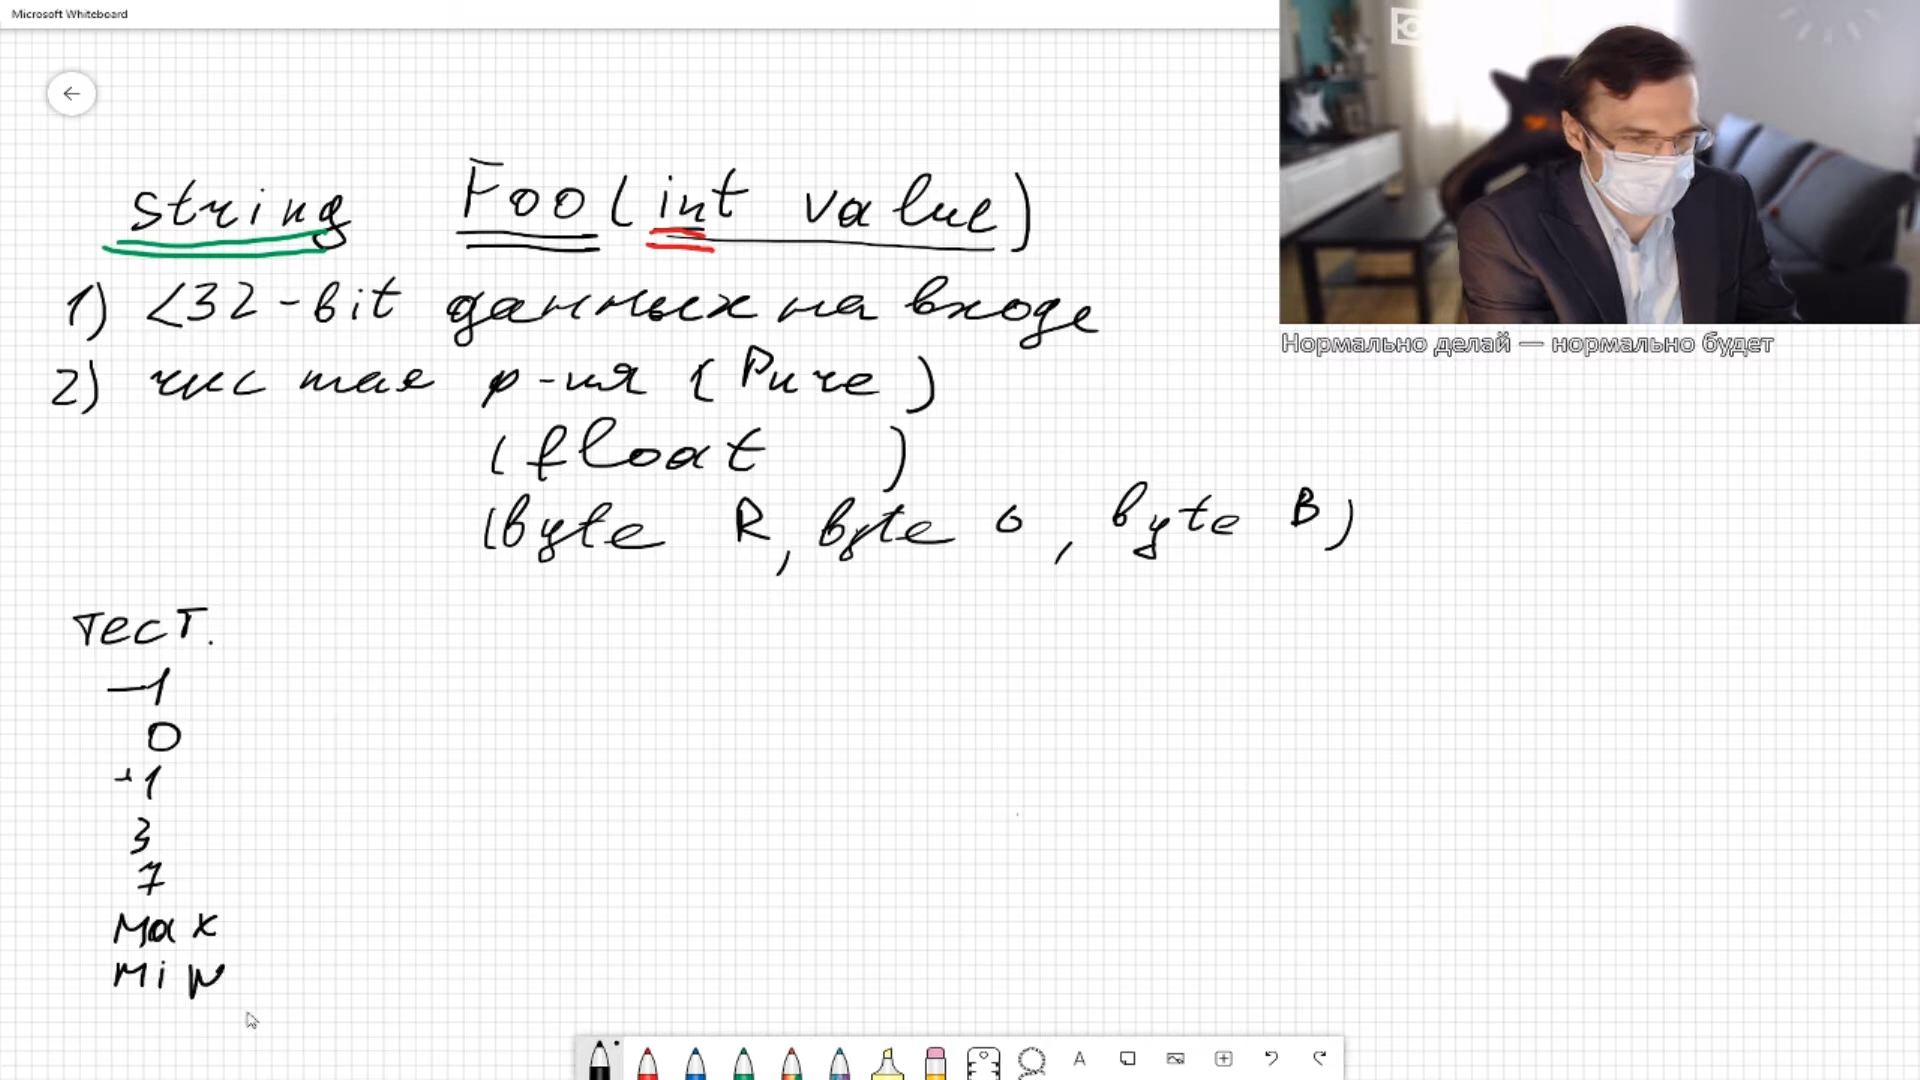 Microsoft Whiteboard
string Foo(int value)
1) <32-bit данных на входе
2) чистая ф-ия (Pure)
(float )
(byte R, byte G, byte B)
Нормально делай — нормально будет
Тест.
-1
0
+1
3
7
Max
Min